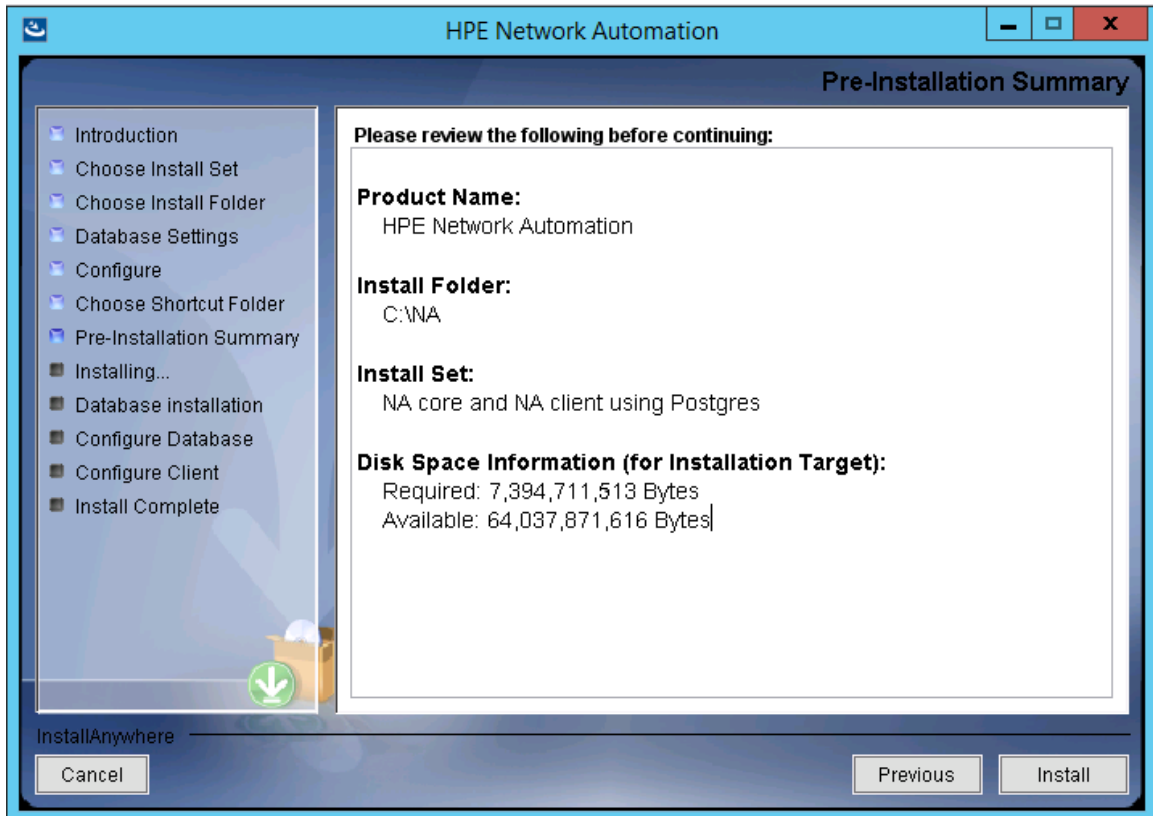 HPE Network Automation
Pre-Installation Summary
Introduction
Choose Install Set
Choose Install Folder
Database Settings
Configure
Choose Shortcut Folder
Pre-Installation Summary
Installing...
Database installation
Configure Database
Configure Client
Install Complete
Please review the following before continuing:
Product Name:
HPE Network Automation
Install Folder:
C:\NA
Install Set:
NA core and NA client using Postgres
Disk Space Information (for Installation Target):
Required: 7,394,711,513 Bytes
Available: 64,037,871,616 Bytes
InstallAnywhere
Cancel
Previous
Install